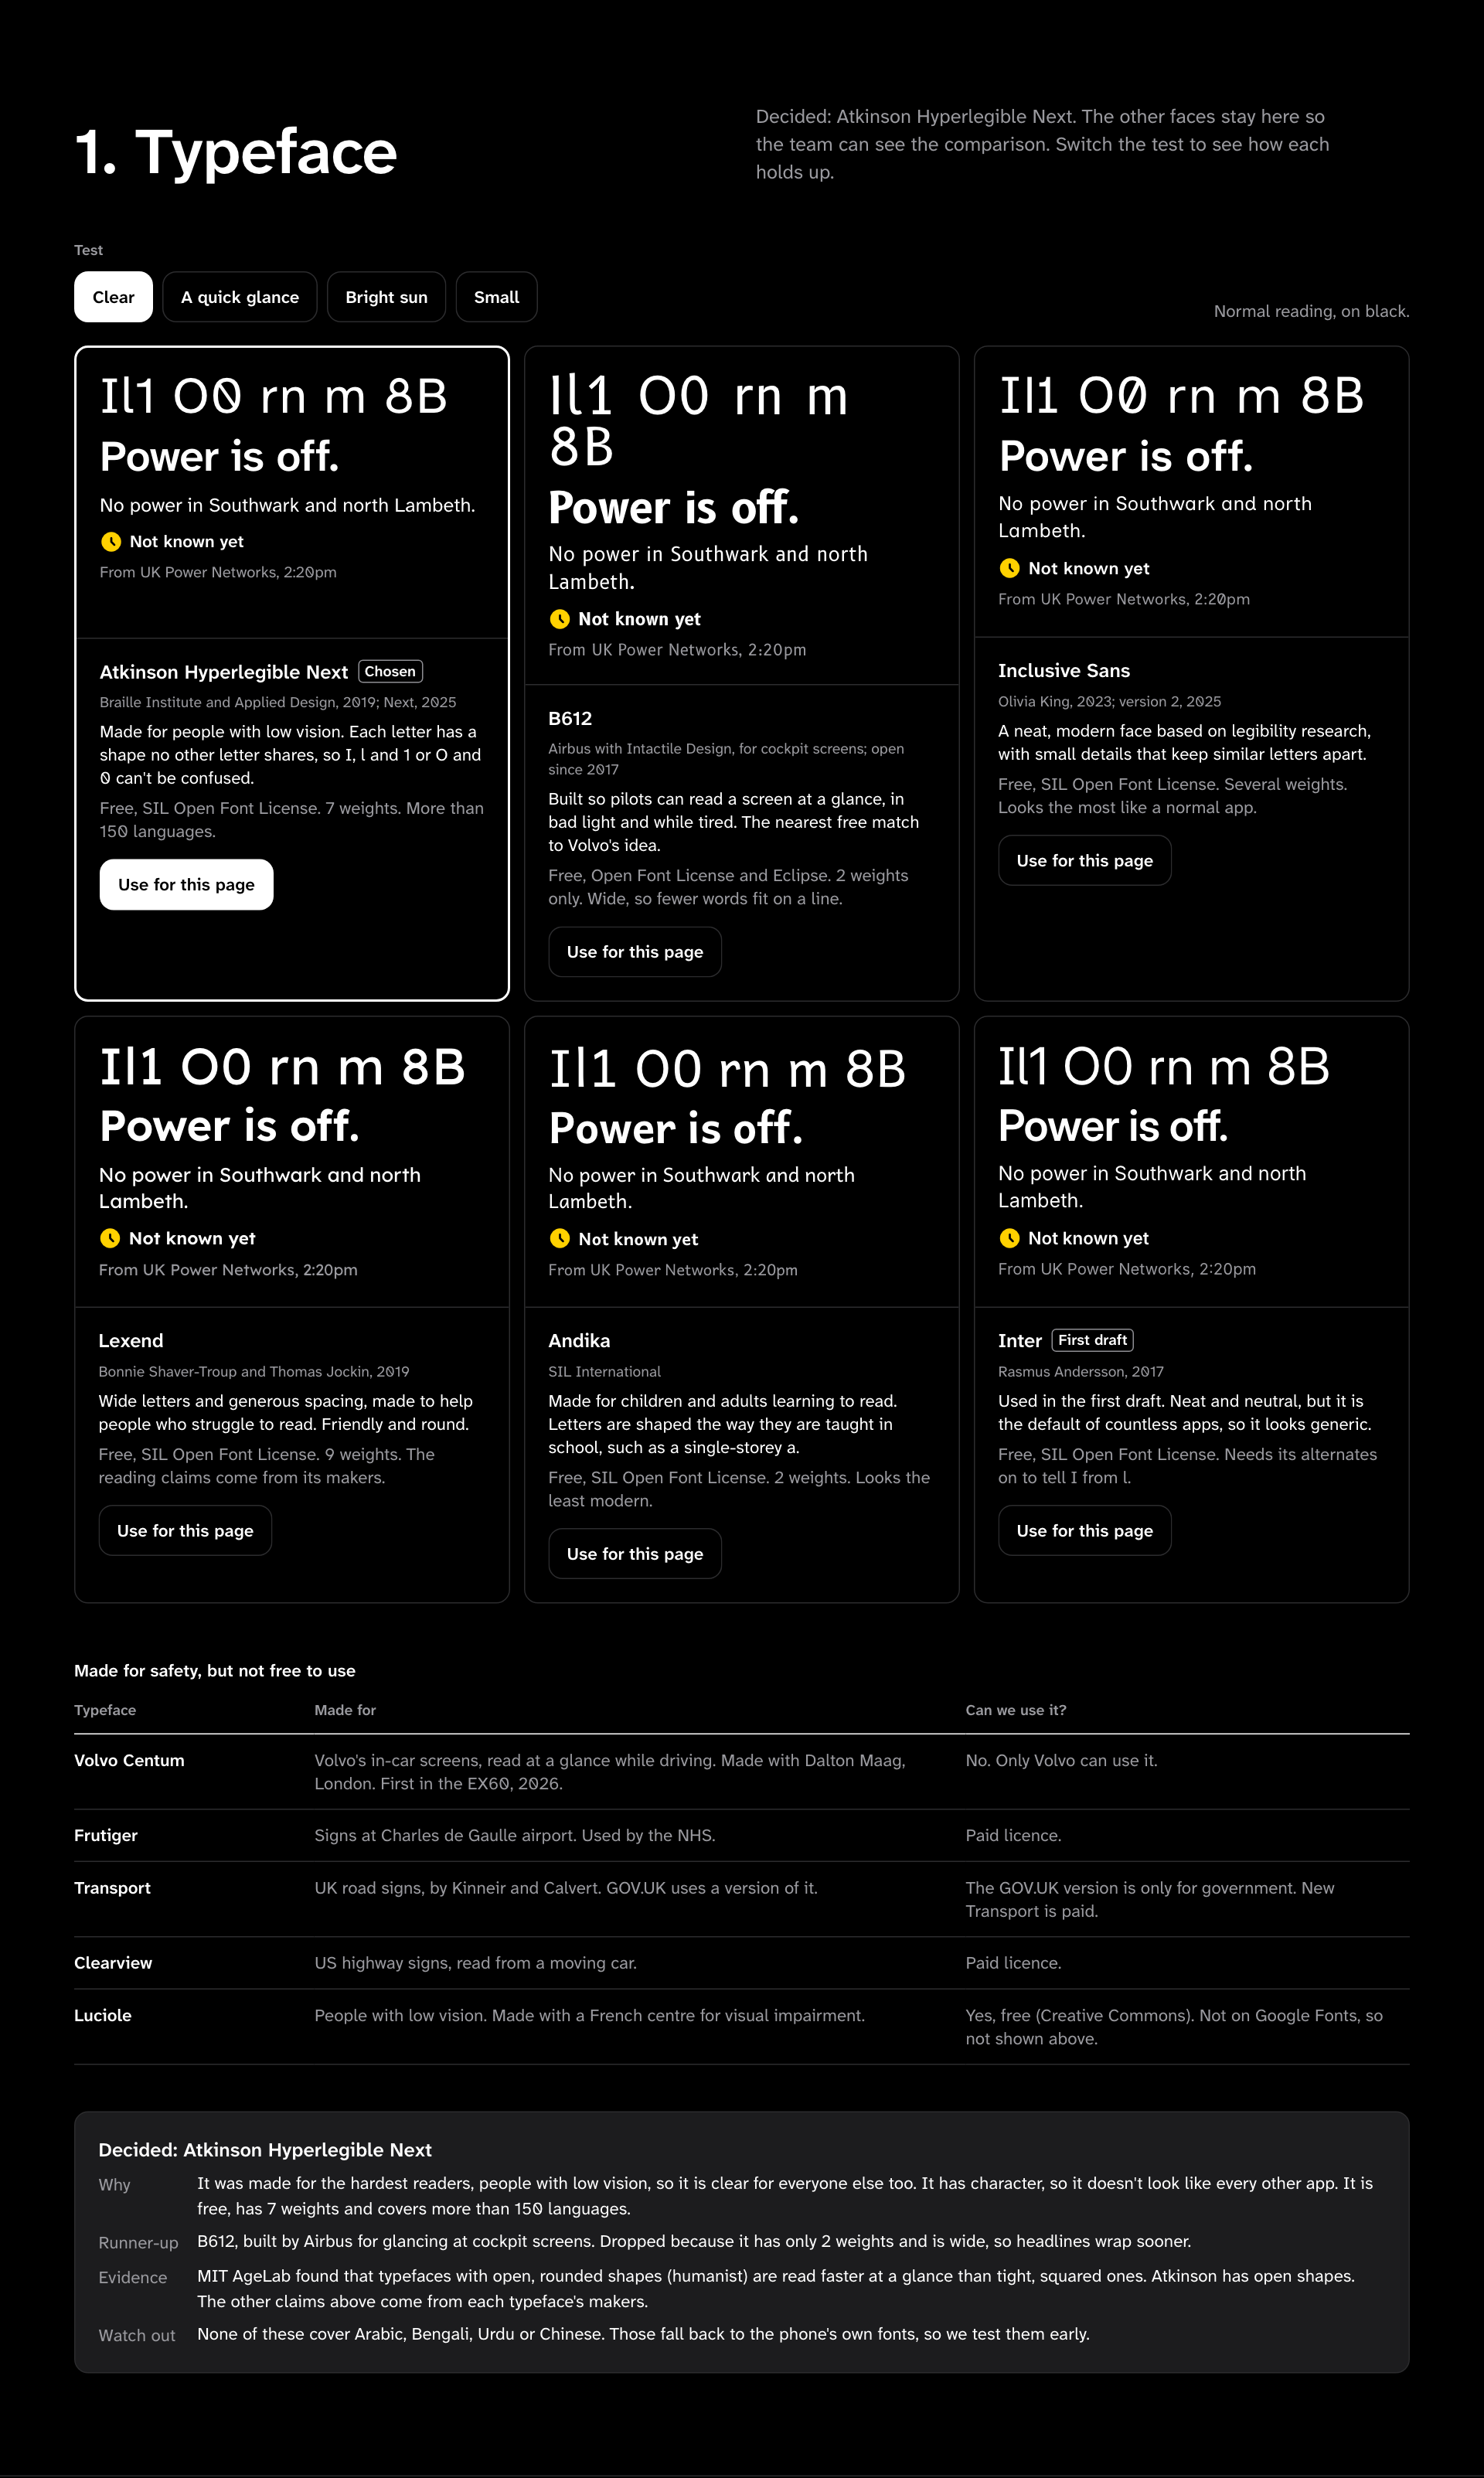 1. Typeface
Decided: Atkinson Hyperlegible Next. The other faces stay here so
the team can see the comparison. Switch the test to see how each
holds up.
Test
Clear
A quick glance
Bright sun
Small
Normal reading, on black.
Il1 O0 rn m 8B
Power is off.
No power in Southwark and north Lambeth.
Not known yet
From UK Power Networks, 2:20pm
Atkinson Hyperlegible Next
Chosen
Braille Institute and Applied Design, 2019; Next, 2025
Made for people with low vision. Each letter has a
shape no other letter shares, so I, l and 1 or O and
0 can't be confused.
Free, SIL Open Font License. 7 weights. More than
150 languages.
Use for this page
Il1 O0 rn m
8B
Power is off.
No power in Southwark and north
Lambeth.
Not known yet
From UK Power Networks, 2:20pm
B612
Airbus with Intactile Design, for cockpit screens; open
since 2017
Built so pilots can read a screen at a glance, in
bad light and while tired. The nearest free match
to Volvo's idea.
Free, Open Font License and Eclipse. 2 weights
only. Wide, so fewer words fit on a line.
Use for this page
Il1 O0 rn m 8B
Power is off.
No power in Southwark and north
Lambeth.
Not known yet
From UK Power Networks, 2:20pm
Inclusive Sans
Olivia King, 2023; version 2, 2025
A neat, modern face based on legibility research,
with small details that keep similar letters apart.
Free, SIL Open Font License. Several weights.
Looks the most like a normal app.
Use for this page
Il1 O0 rn m 8B
Power is off.
No power in Southwark and north
Lambeth.
Not known yet
From UK Power Networks, 2:20pm
Lexend
Bonnie Shaver-Troup and Thomas Jockin, 2019
Wide letters and generous spacing, made to help
people who struggle to read. Friendly and round.
Free, SIL Open Font License. 9 weights. The
reading claims come from its makers.
Use for this page
Il1 O0 rn m 8B
Power is off.
No power in Southwark and north
Lambeth.
Not known yet
From UK Power Networks, 2:20pm
Andika
SIL International
Made for children and adults learning to read.
Letters are shaped the way they are taught in
school, such as a single-storey a.
Free, SIL Open Font License. 2 weights. Looks the
least modern.
Use for this page
Il1 O0 rn m 8B
Power is off.
No power in Southwark and north
Lambeth.
Not known yet
From UK Power Networks, 2:20pm
Inter
First draft
Rasmus Andersson, 2017
Used in the first draft. Neat and neutral, but it is
the default of countless apps, so it looks generic.
Free, SIL Open Font License. Needs its alternates
on to tell I from l.
Use for this page
Made for safety, but not free to use
Typeface
Made for
Can we use it?
Volvo Centum
Volvo's in-car screens, read at a glance while driving. Made with Dalton Maag,
London. First in the EX60, 2026.
No. Only Volvo can use it.
Frutiger
Signs at Charles de Gaulle airport. Used by the NHS.
Paid licence.
Transport
UK road signs, by Kinneir and Calvert. GOV.UK uses a version of it.
The GOV.UK version is only for government. New
Transport is paid.
Clearview
US highway signs, read from a moving car.
Paid licence.
Luciole
People with low vision. Made with a French centre for visual impairment.
Yes, free (Creative Commons). Not on Google Fonts, so
not shown above.
Decided: Atkinson Hyperlegible Next
Why
It was made for the hardest readers, people with low vision, so it is clear for everyone else too. It has character, so it doesn't look like every other app. It is
free, has 7 weights and covers more than 150 languages.
Runner-up
B612, built by Airbus for glancing at cockpit screens. Dropped because it has only 2 weights and is wide, so headlines wrap sooner.
Evidence
MIT AgeLab found that typefaces with open, rounded shapes (humanist) are read faster at a glance than tight, squared ones. Atkinson has open shapes.
The other claims above come from each typeface's makers.
Watch out
None of these cover Arabic, Bengali, Urdu or Chinese. Those fall back to the phone's own fonts, so we test them early.